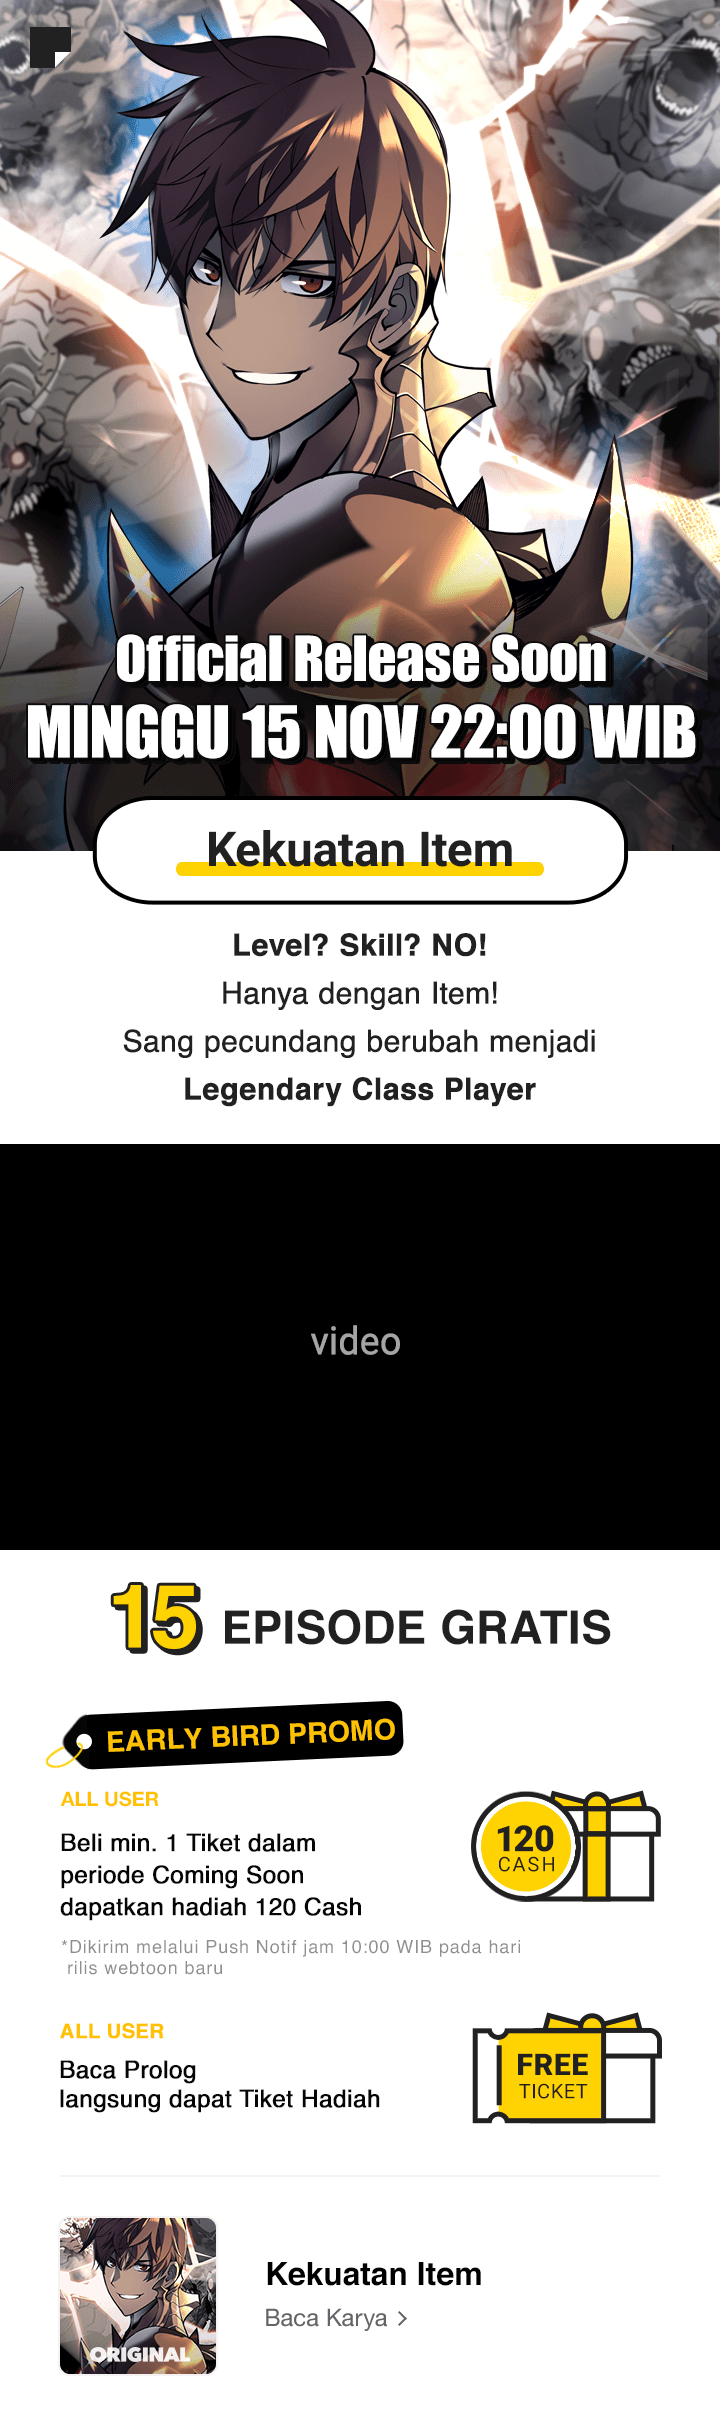 Official Release Soon
MINGGU 15 NOV 22:00 WIB
Kekuatan Item
Level? Skill? NO!
Hanya dengan Item!
Sang pecundang berubah menjadi
Legendary Class Player
video
15 EPISODE GRATIS
EARLY BIRD PROMO
ALL USER
Beli min. 1 Tiket dalam
periode Coming Soon
dapatkan hadiah 120 Cash
120
CASH
*Dikirim melalui Push Notif jam 10:00 WIB pada hari
rilis webtoon baru
ALL USER
Baca Prolog
langsung dapat Tiket Hadiah
FREE
TICKET
ORIGINAL
Kekuatan Item
Baca Karya >